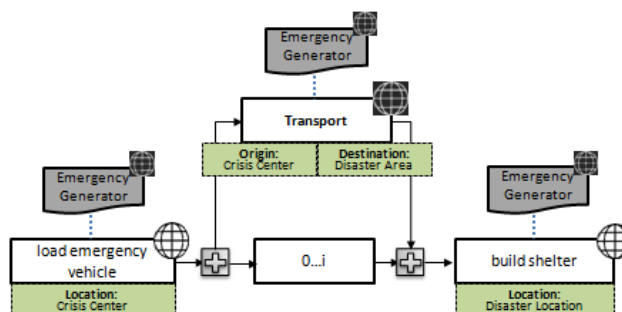 Emergency
Generator
Transport
Origin:
Crisis Center
Destination:
Disaster Area
Emergency
Generator
load emergency
vehicle
Location:
Crisis Center
0...i
Emergency
Generator
build shelter
Location:
Disaster Location